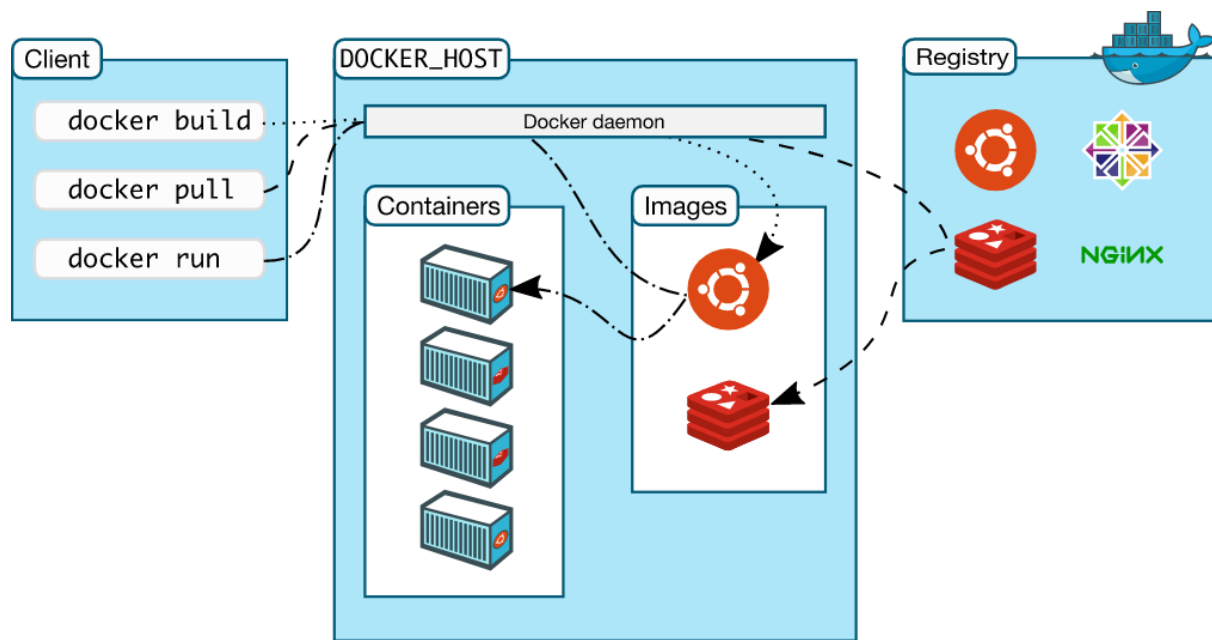 Client
docker build
docker pull
docker run
DOCKER_HOST
Docker daemon
Containers
Images
Registry
NGINX